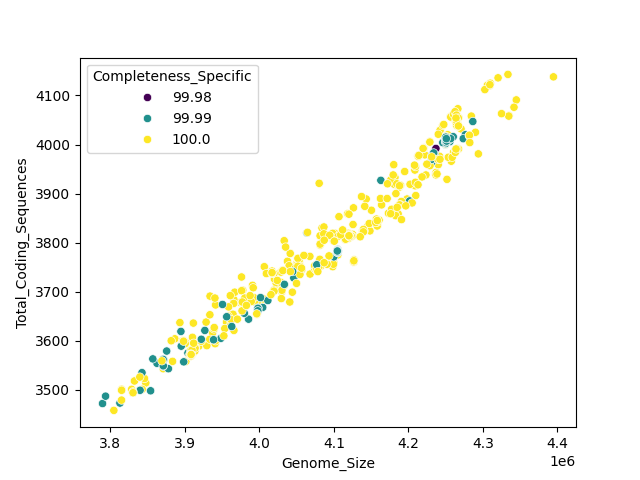 Completeness_Specific
99.98
99.99
100.0
Total_Coding_Sequences
4100
4000
3900
3800
3700
3600
3500
3.8 3.9 4.0 4.1 4.2 4.3 4.4
1e6
Genome_Size